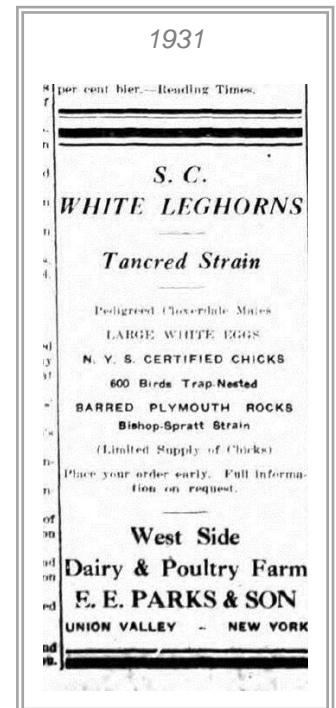 1931
per cent bier.—Reading Times.
S. C.
WHITE LEGHORNS
Tancred Strain
Pedigreed Cloverdale Males
LARGE WHITE EGGS
N. Y. S. CERTIFIED CHICKS
600 Birds Trap-Nested
BARRED PLYMOUTH ROCKS
Bishop-Spratt Strain
(Limited Supply of Chicks)
Place your order early. Full informa-
tion on request.
West Side
Dairy & Poultry Farm
E. E. PARKS & SON
UNION VALLEY - NEW YORK